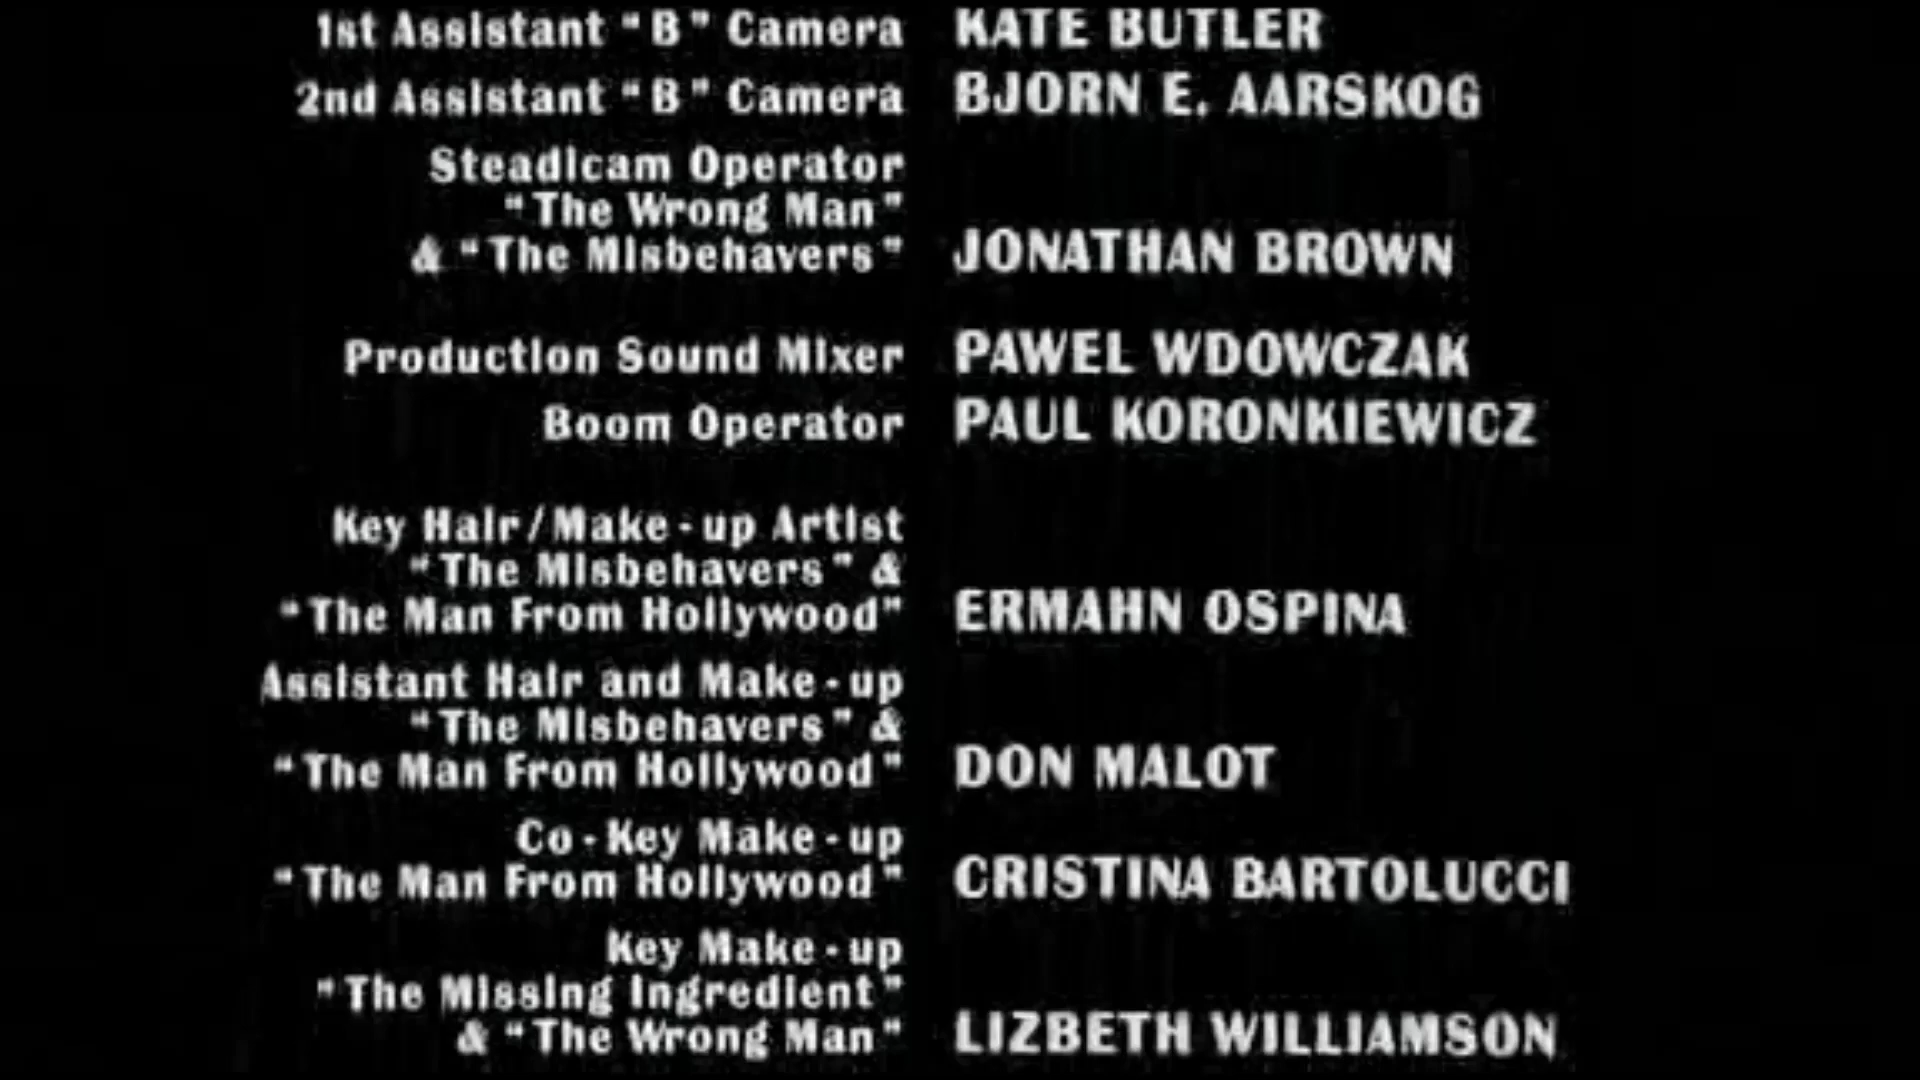 1st Assistant "B" Camera KATE BUTLER
2nd Assistant "B" Camera BJORN E. AARSKOG
Steadicam Operator
"The Wrong Man"
& "The Misbehavers" JONATHAN BROWN
Production Sound Mixer PAWEL WDOWCZAK
Boom Operator PAUL KORONKIEWICZ
Key Hair/Make-up Artist
"The Misbehavers" &
"The Man From Hollywood" ERMAHN OSPINA
Assistant Hair and Make-up
"The Misbehavers" &
"The Man From Hollywood" DON MALOT
Co-Key Make-up
"The Man From Hollywood" CRISTINA BARTOLUCCI
Key Make-up
"The Missing Ingredient"
& "The Wrong Man" LIZBETH WILLIAMSON